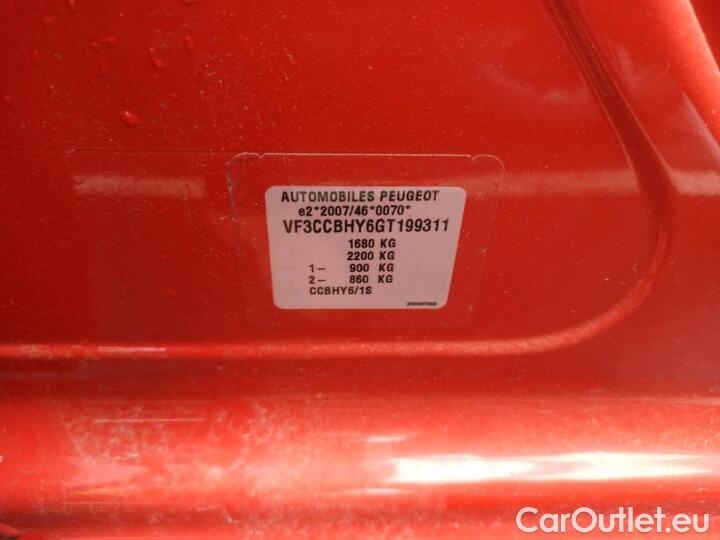 AUTOMOBILES PEUGEOT
e2*2007/46*0070*
VF3CCBHY6GT199311
1680 KG
2200 KG
1– 900 KG
2– 860 KG
CCBHY6/1S
CarOutlet.eu